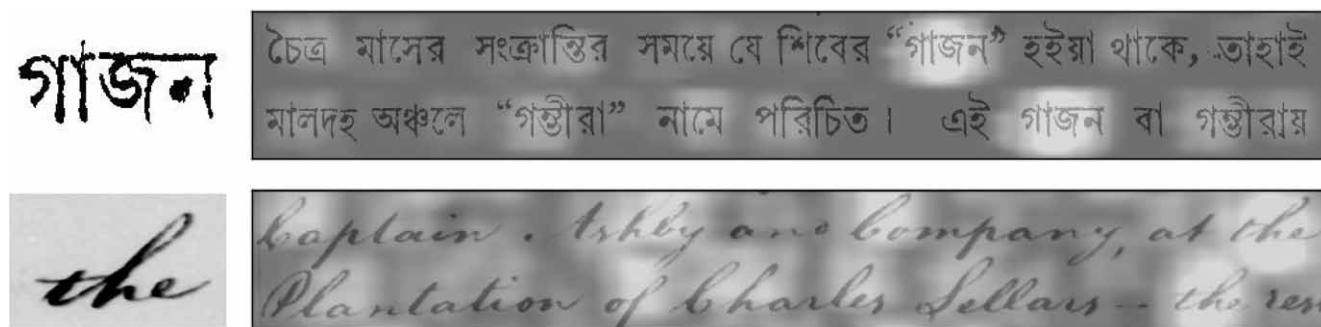 গাজন
চৈত্র মাসের সংক্রান্তির সময়ে যে শিবের “গাজন” হইয়া থাকে, তাহাই
মালদহ অঞ্চলে “গম্ভীরা” নামে পরিচিত। এই গাজন বা গম্ভীরায়
the
Captain. Ashby and Company, at the
Plantation of Charles Sellars -- the res